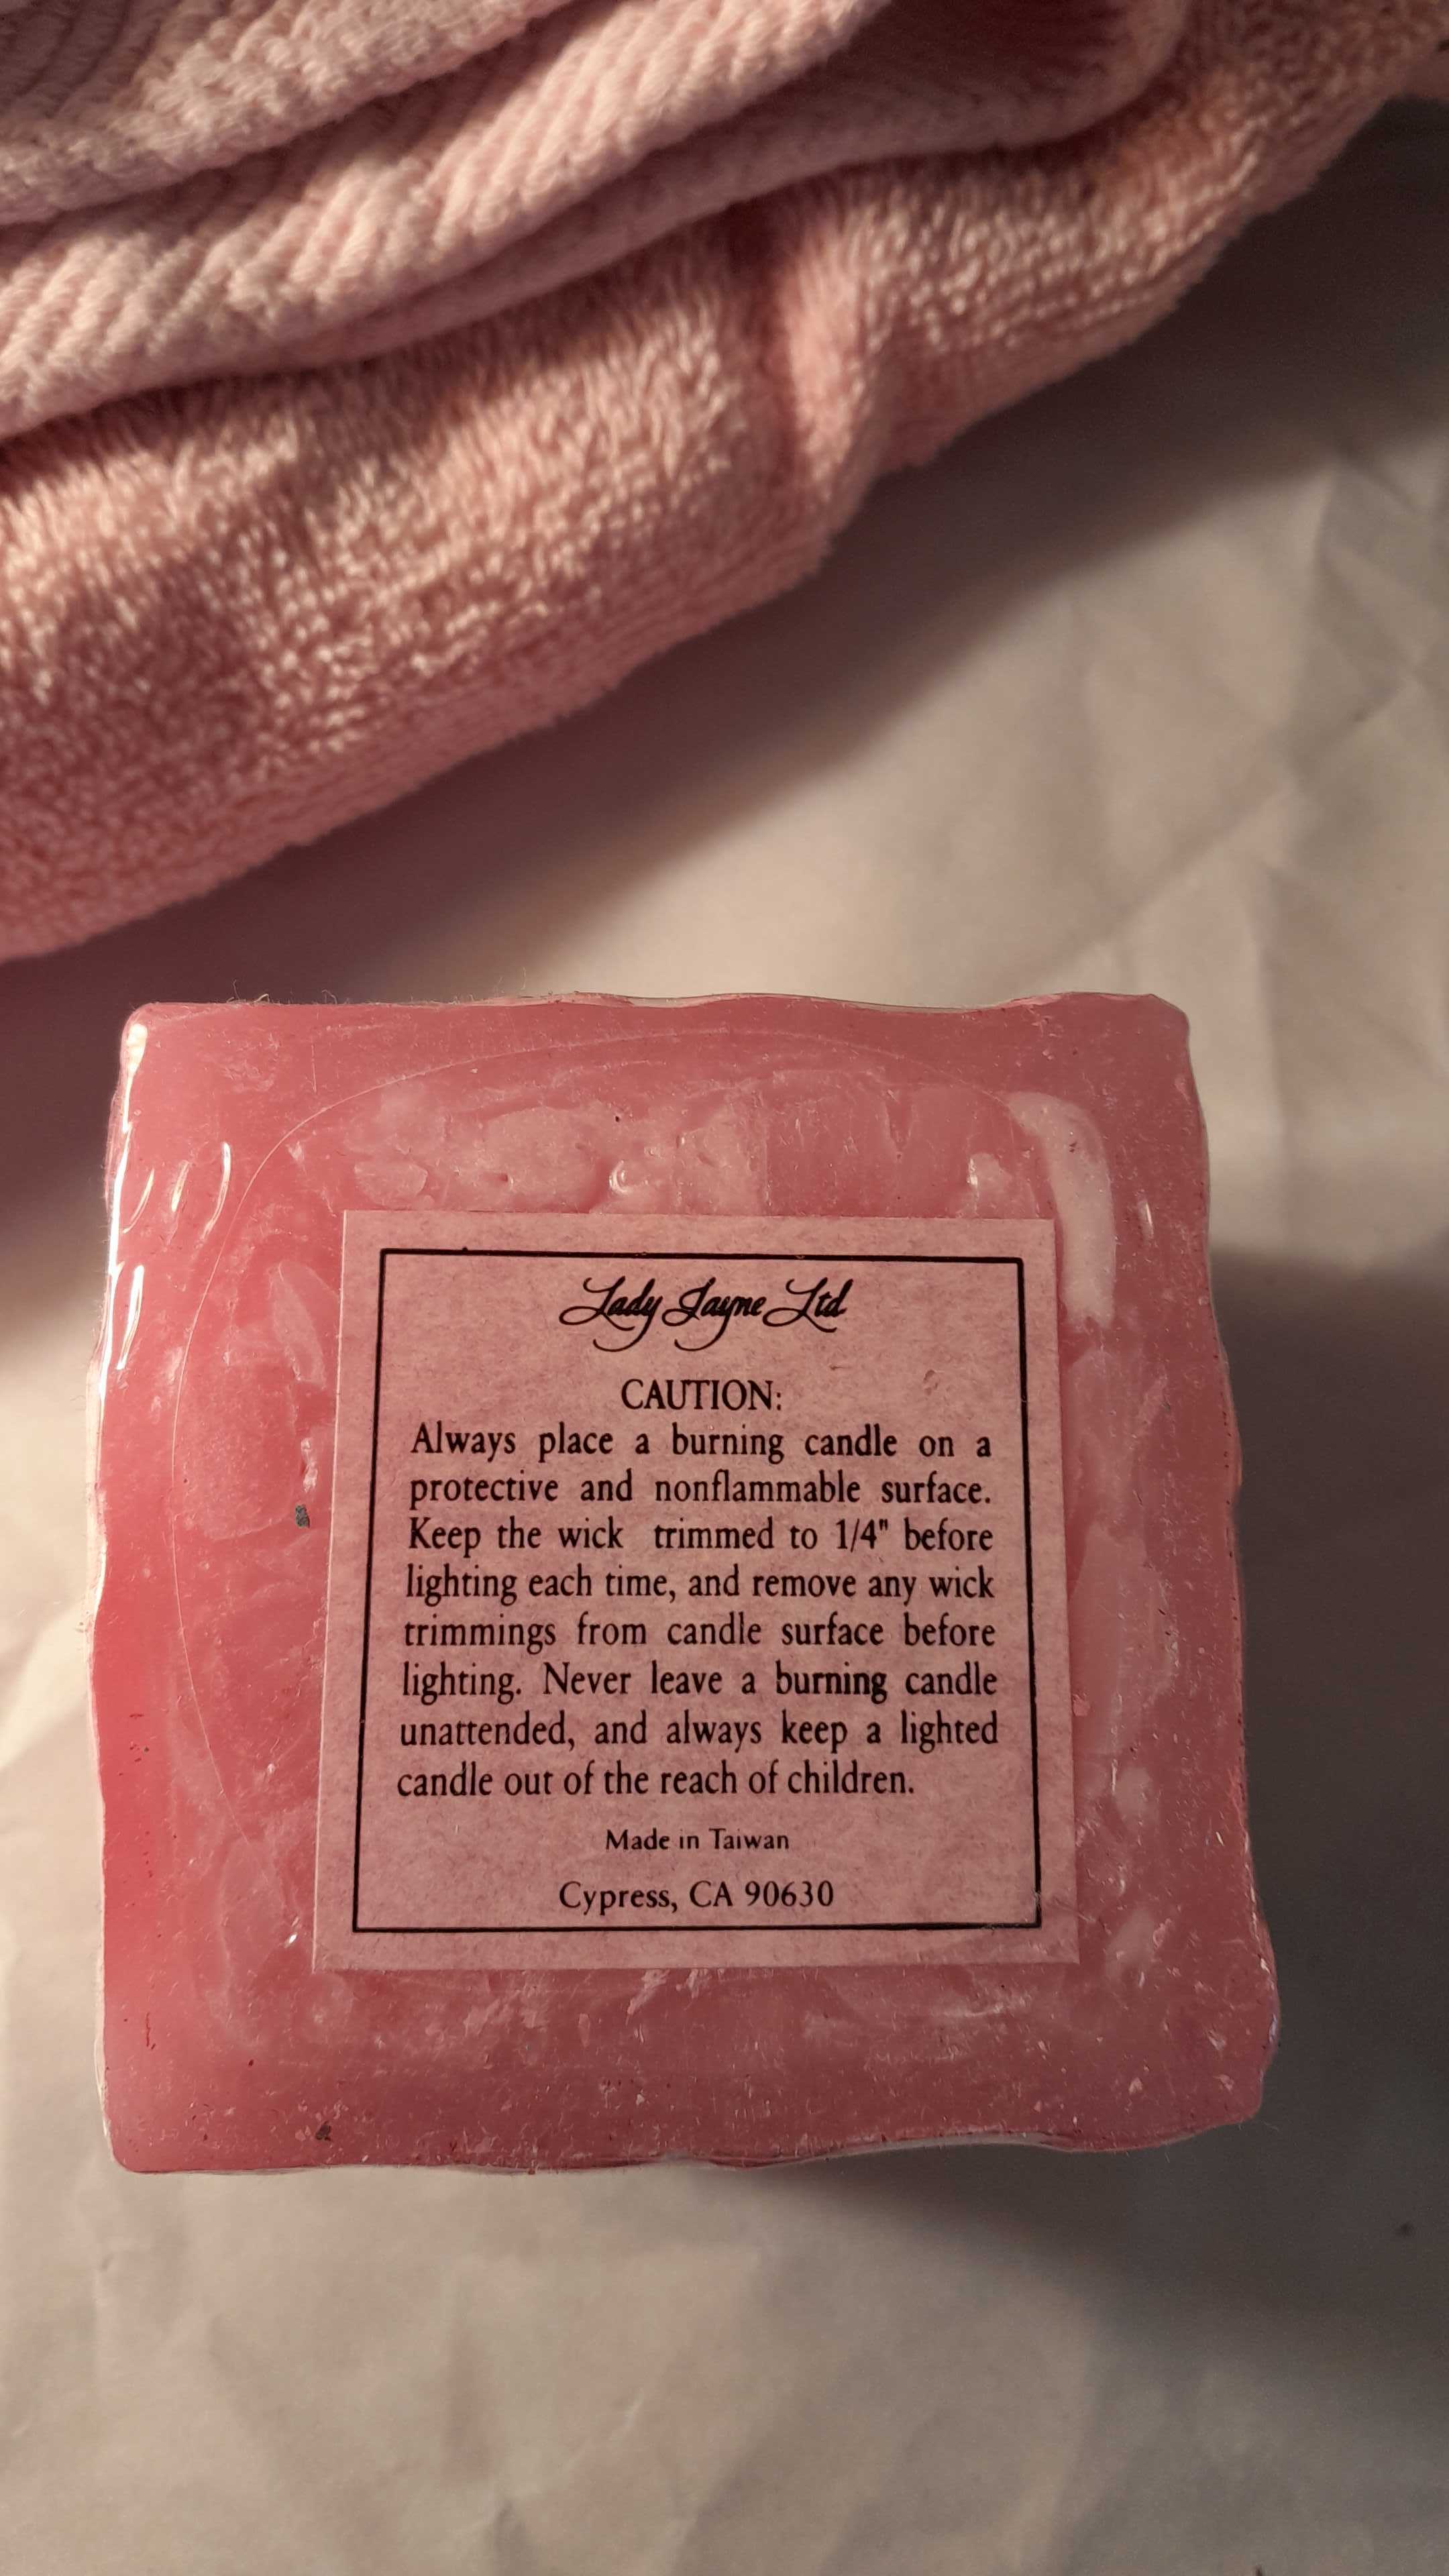 Lady Jayne Ltd
CAUTION:
Always place a burning candle on a
protective and nonflammable surface.
Keep the wick trimmed to 1/4" before
lighting each time, and remove any wick
trimmings from candle surface before
lighting. Never leave a burning candle
unattended, and always keep a lighted
candle out of the reach of children.
Made in Taiwan
Cypress, CA 90630